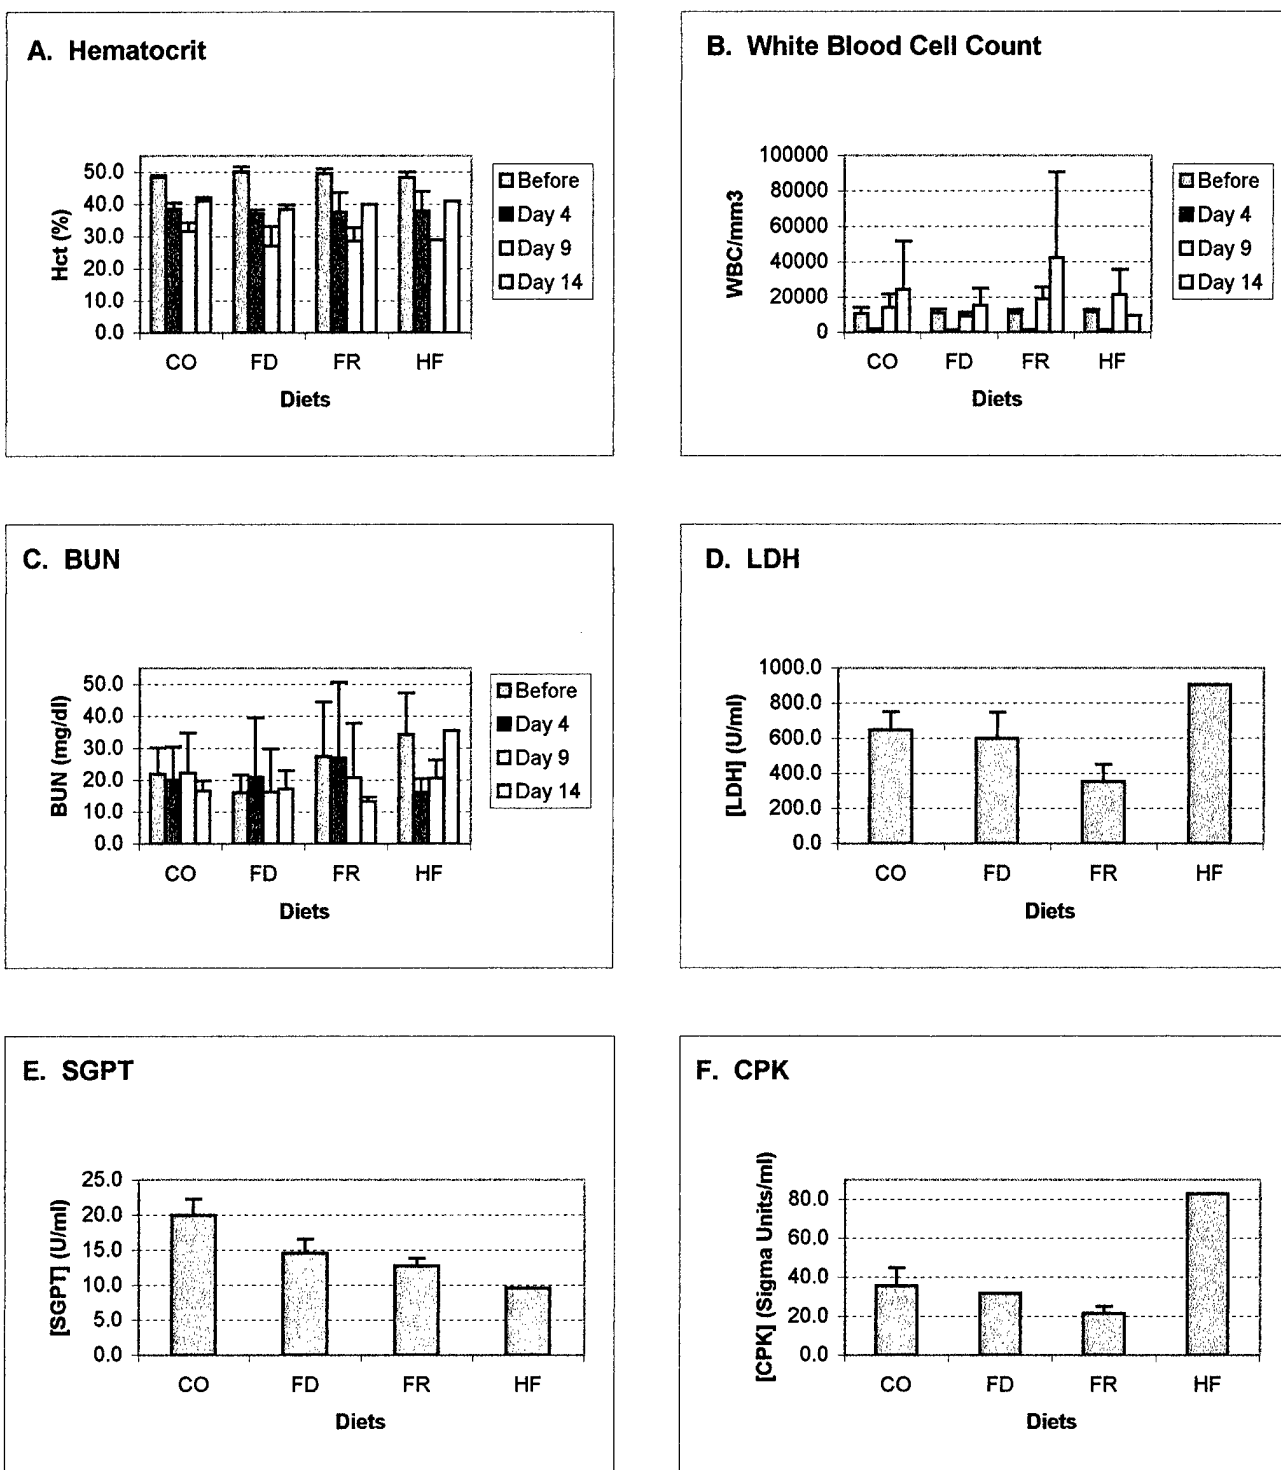 A. Hematocrit
Hct (%)
50.0
40.0
30.0
20.0
10.0
0.0
CO FD FR HF
Diets
Before
Day 4
Day 9
Day 14
B. White Blood Cell Count
WBC/mm3
100000
80000
60000
40000
20000
0
CO FD FR HF
Diets
Before
Day 4
Day 9
Day 14
C. BUN
BUN (mg/dl)
50.0
40.0
30.0
20.0
10.0
0.0
CO FD FR HF
Diets
Before
Day 4
Day 9
Day 14
D. LDH
[LDH] (U/ml)
1000.0
800.0
600.0
400.0
200.0
0.0
CO FD FR HF
Diets
E. SGPT
[SGPT] (U/ml)
25.0
20.0
15.0
10.0
5.0
0.0
CO FD FR HF
Diets
F. CPK
[CPK] (Sigma Units/ml)
80.0
60.0
40.0
20.0
0.0
CO FD FR HF
Diets